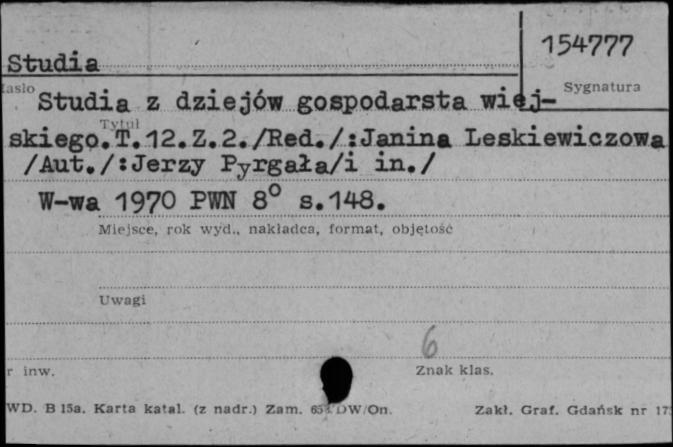 154777
Studia
Hasło
Sygnatura
Studia z dziejów gospodarsta wiej-
Tytuł
skiego.T.12.Z.2./Red./:Janina Leskiewiczowa
/Aut./:Jerzy Pyrgała/i in./
W-wa 1970 PWN 8° s.148.
Miejsce, rok wyd., nakładca, format, objętość
Uwagi
6
r inw.
Znak klas.
WD. B 15a. Karta katal. (z nadr.) Zam. DW/On.
Zakł. Graf. Gdańsk nr